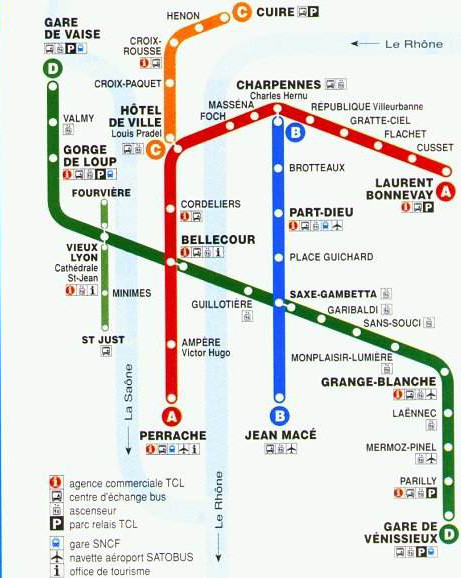 GARE
DE VAISE
P
D
VALMY
GORGE
DE LOUP
i P
FOURVIÈRE
VIEUX
LYON
Cathédrale
St-Jean
i i
MINIMES
ST JUST
HENON
C
CUIRE P
CROIX-
ROUSSE
i
CROIX-PAQUET
HÔTEL
DE VILLE
Louis Pradel
C
Le Rhône
CHARPENNES
Charles Hernu
MASSÉNA
FOCH
B
RÉPUBLIQUE Villeurbanne
GRATTE-CIEL
FLACHET
CUSSET
LAURENT
BONNEVAY
i P
A
BROTTEAUX
CORDELIERS
i
PART-DIEU
i
BELLECOUR
i i
PLACE GUICHARD
GUILLOTIÈRE
SAXE-GAMBETTA
GARIBALDI
SANS-SOUCI
AMPÈRE
Victor Hugo
MONPLAISIR-LUMIÈRE
GRANGE-BLANCHE
i
LAËNNEC
MERMOZ-PINEL
PARILLY
i P
GARE DE
VÉNISSIEUX
P
D
A
PERRACHE
i i
B
JEAN MACÉ
La Saône
Le Rhône
i agence commerciale TCL
centre d'échange bus
ascenseur
P parc relais TCL
gare SNCF
navette aéroport SATOBUS
i office de tourisme